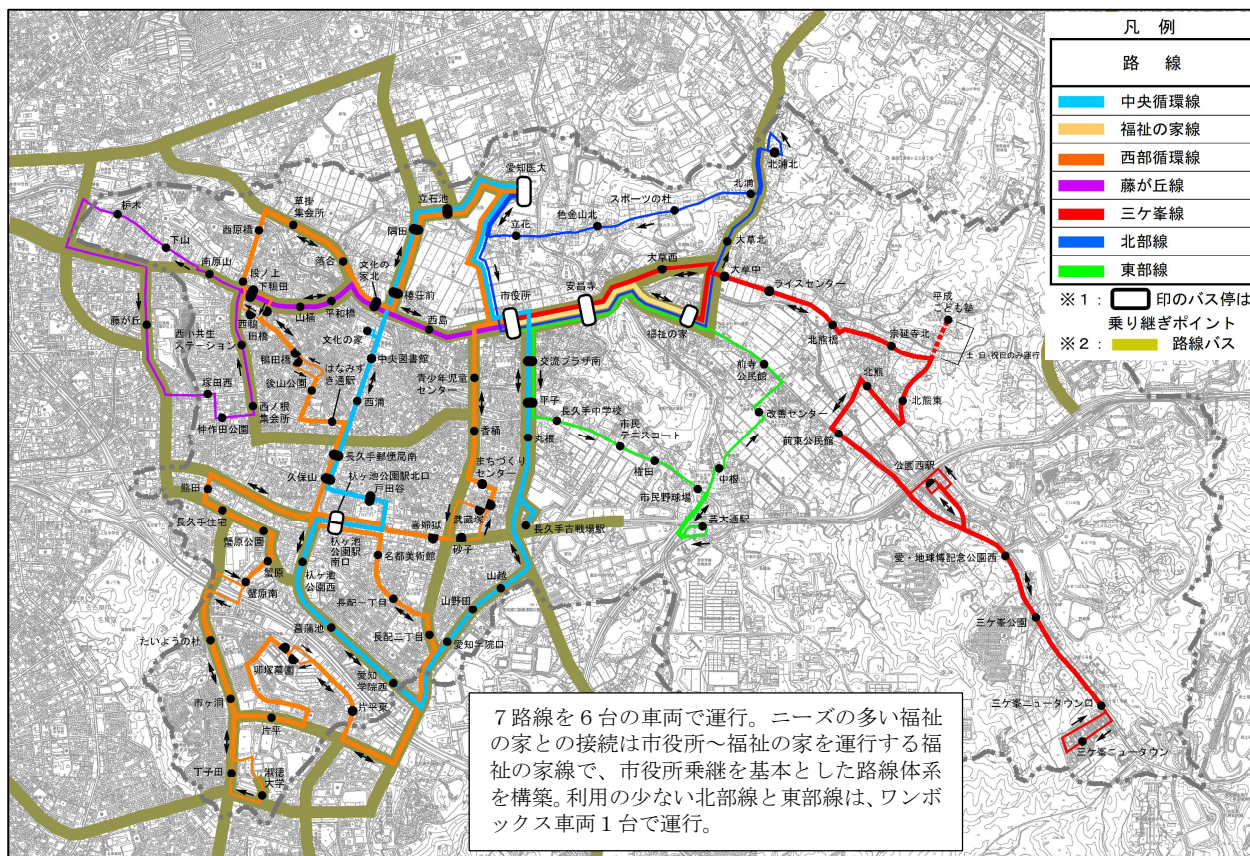 凡例
路線
中央循環線
福祉の家線
西部循環線
藤が丘線
三ケ峯線
北部線
東部線
※1：印のバス停は
乗り継ぎポイント
※2：路線バス
愛知医大
立石池
隅田
文化の
家北
椿荘前
草掛
集会所
西原橋
落合
杁木
下山
南原山
段ノ上
下鴨田
山桶
平和橋
西島
市役所
立花
色金山北
スポーツの杜
北浦
北浦北
大草北
大草西
安昌寺
福祉の家
大草中
ライスセンター
北熊橋
宗延寺北
平成
こども塾
土・日・祝日のみ運行
北熊
北熊東
前東公民館
公園西駅
愛・地球博記念公園西
三ケ峯公園
三ケ峯ニュータウン口
三ケ峯ニュータウン
藤が丘
西小共生
ステーション
西鴨
田橋
鴨田橋
後山公園
塚田西
仲作田公園
西ノ根
集会所
文化の家
中央図書館
はなみず
き通駅
西浦
長久手郵便局南
久保山
杁ヶ池公園駅北口
戸田谷
杁ヶ池
公園駅
南口
青少年児童
センター
香桶
まちづくり
センター
武蔵塚
砂子
喜婦嶽
交流プラザ南
平子
丸根
長久手中学校
市民
テニスコート
権田
市民野球場
芸大通駅
中根
改善センター
前寺
公民館
長久手古戦場駅
熊田
長久手住宅
蟹原公園
蟹原
蟹原南
名都美術館
長配一丁目
長配二丁目
杁ヶ池
公園西
菖蒲池
愛知
学院西
愛知学院口
山野田
山越
たいようの杜
卯塚墓園
片平東
市ヶ洞
片平
丁子田
淑徳
大学
7路線を6台の車両で運行。ニーズの多い福祉
の家との接続は市役所～福祉の家を運行する福
祉の家線で、市役所乗継を基本とした路線体系
を構築。利用の少ない北部線と東部線は、ワンボ
ックス車両1台で運行。